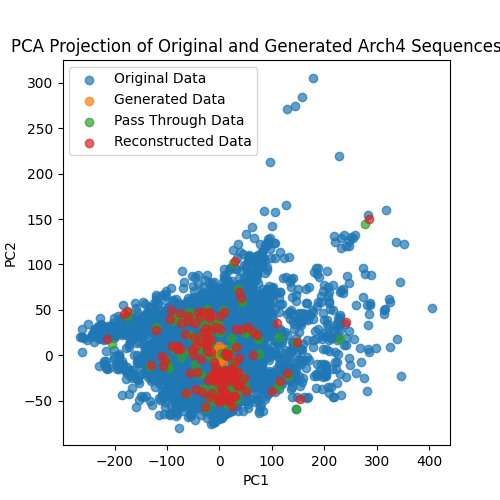 PCA Projection of Original and Generated Arch4 Sequences
Original Data
Generated Data
Pass Through Data
Reconstructed Data
300
250
200
150
100
50
0
−50
PC2
−200
−100
0
100
200
300
400
PC1